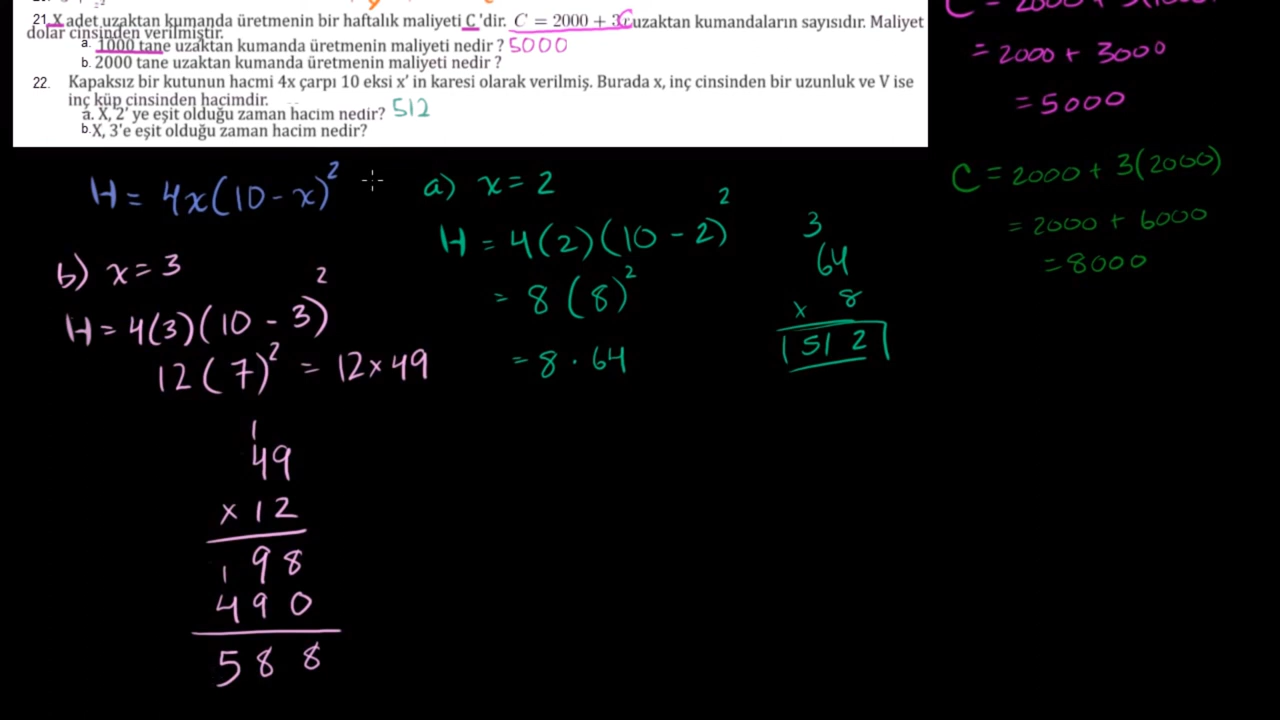 21. X adet uzaktan kumanda üretmenin bir haftalık maliyeti C'dir. C = 2000 + 3 uzaktan kumandaların sayısıdır. Maliyet
dolar cinsinden verilmiştir.
a. 1000 tane uzaktan kumanda üretmenin maliyeti nedir ? 5000
b. 2000 tane uzaktan kumanda üretmenin maliyeti nedir ?
22. Kapaksız bir kutunun hacmi 4x çarpı 10 eksi x' in karesi olarak verilmiş. Burada x, inç cinsinden bir uzunluk ve V ise
inç küp cinsinden hacimdir.
a. X, 2' ye eşit olduğu zaman hacim nedir? 512
b. X, 3'e eşit olduğu zaman hacim nedir?
= 2000 + 3000
= 5000
C = 2000 + 3(2000)
= 2000 + 6000
= 8000
H = 4x(10 - x)²
a) x = 2
H = 4(2)(10 - 2)²
= 8(8)²
= 8 · 64
3
64
x 8
512
b) x = 3
H = 4(3)(10 - 3)²
12(7)² = 12 x 49
1
49
x 12
198
490
588